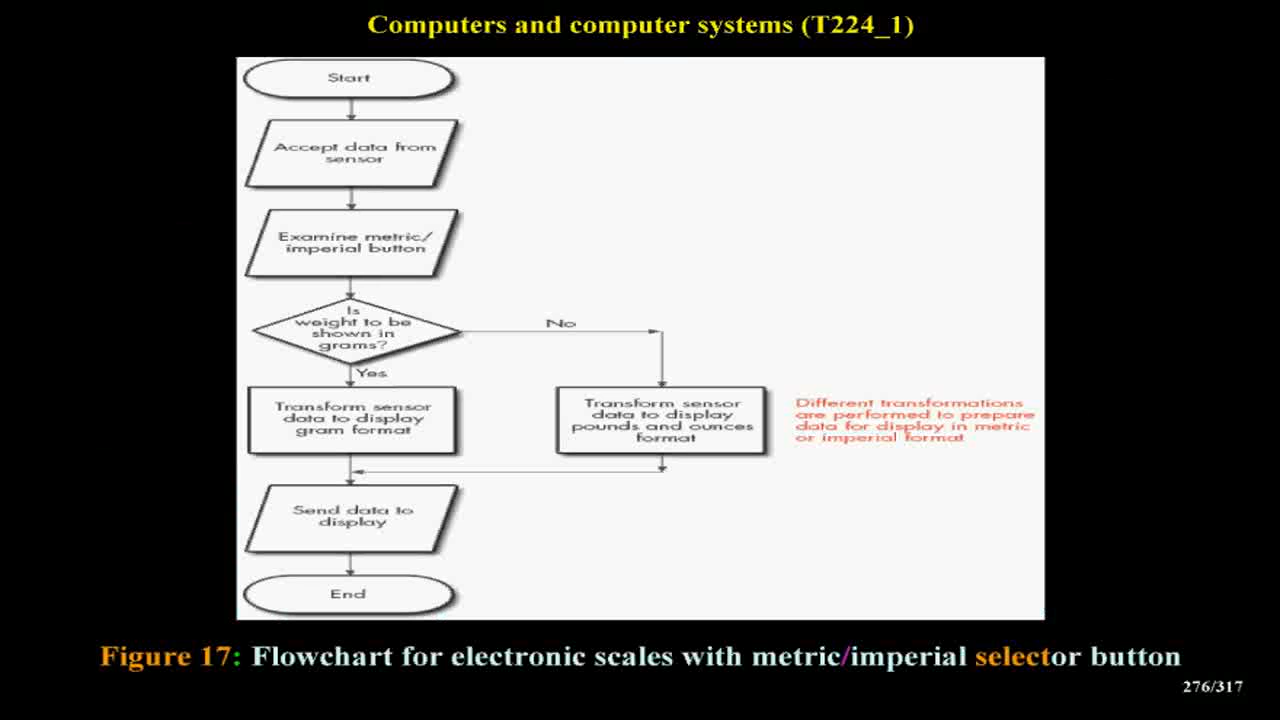 Computers and computer systems (T224_1)
Start
Accept data from
sensor
Examine metric/
imperial button
Is
weight to be
shown in
grams?
No
Yes
Transform sensor
data to display
gram format
Transform sensor
data to display
pounds and ounces
format
Different transformations
are performed to prepare
data for display in metric
or imperial format
Send data to
display
End
Figure 17: Flowchart for electronic scales with metric/imperial selector button
276/317